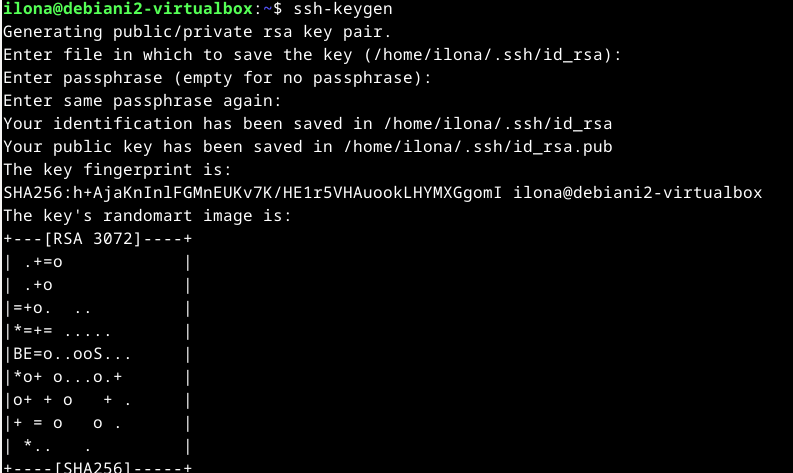 ilona@debiani2-virtualbox:~$ ssh-keygen
Generating public/private rsa key pair.
Enter file in which to save the key (/home/ilona/.ssh/id_rsa):
Enter passphrase (empty for no passphrase):
Enter same passphrase again:
Your identification has been saved in /home/ilona/.ssh/id_rsa
Your public key has been saved in /home/ilona/.ssh/id_rsa.pub
The key fingerprint is:
SHA256:h+AjaKnInlFGMnEUKv7K/HE1r5VHAuookLHYMXGgomI ilona@debiani2-virtualbox
The key's randomart image is:
+---[RSA 3072]----+
| .+=o            |
| .+o             |
|=+o.  ..         |
|*=+= .....       |
|BE=o..ooS...     |
|*o+ o...o.+      |
|o+ + o   + .     |
|+ = o   o .      |
| *..   .         |
+----[SHA256]-----+